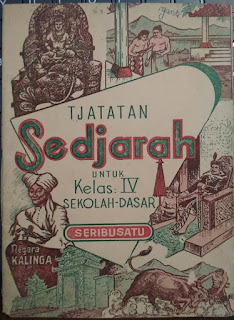 TJATATAN
Sedjarah
UNTUK
Kelas: IV
SEKOLAH-DASAR
SERIBUSATU
Negara
KALINGA